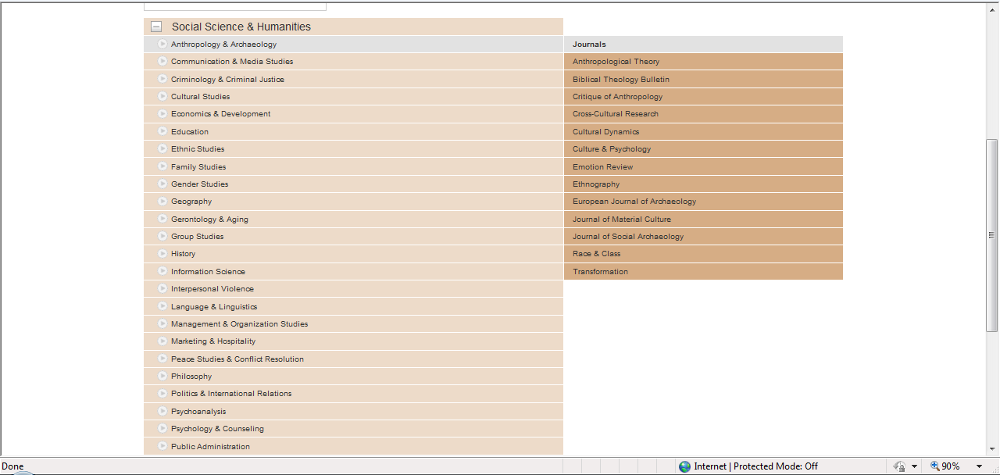 Social Science & Humanities
Anthropology & Archaeology
Communication & Media Studies
Criminology & Criminal Justice
Cultural Studies
Economics & Development
Education
Ethnic Studies
Family Studies
Gender Studies
Geography
Gerontology & Aging
Group Studies
History
Information Science
Interpersonal Violence
Language & Linguistics
Management & Organization Studies
Marketing & Hospitality
Peace Studies & Conflict Resolution
Philosophy
Politics & International Relations
Psychoanalysis
Psychology & Counseling
Public Administration
Journals
Anthropological Theory
Biblical Theology Bulletin
Critique of Anthropology
Cross-Cultural Research
Cultural Dynamics
Culture & Psychology
Emotion Review
Ethnography
European Journal of Archaeology
Journal of Material Culture
Journal of Social Archaeology
Race & Class
Transformation
Done
Internet | Protected Mode: Off
90%